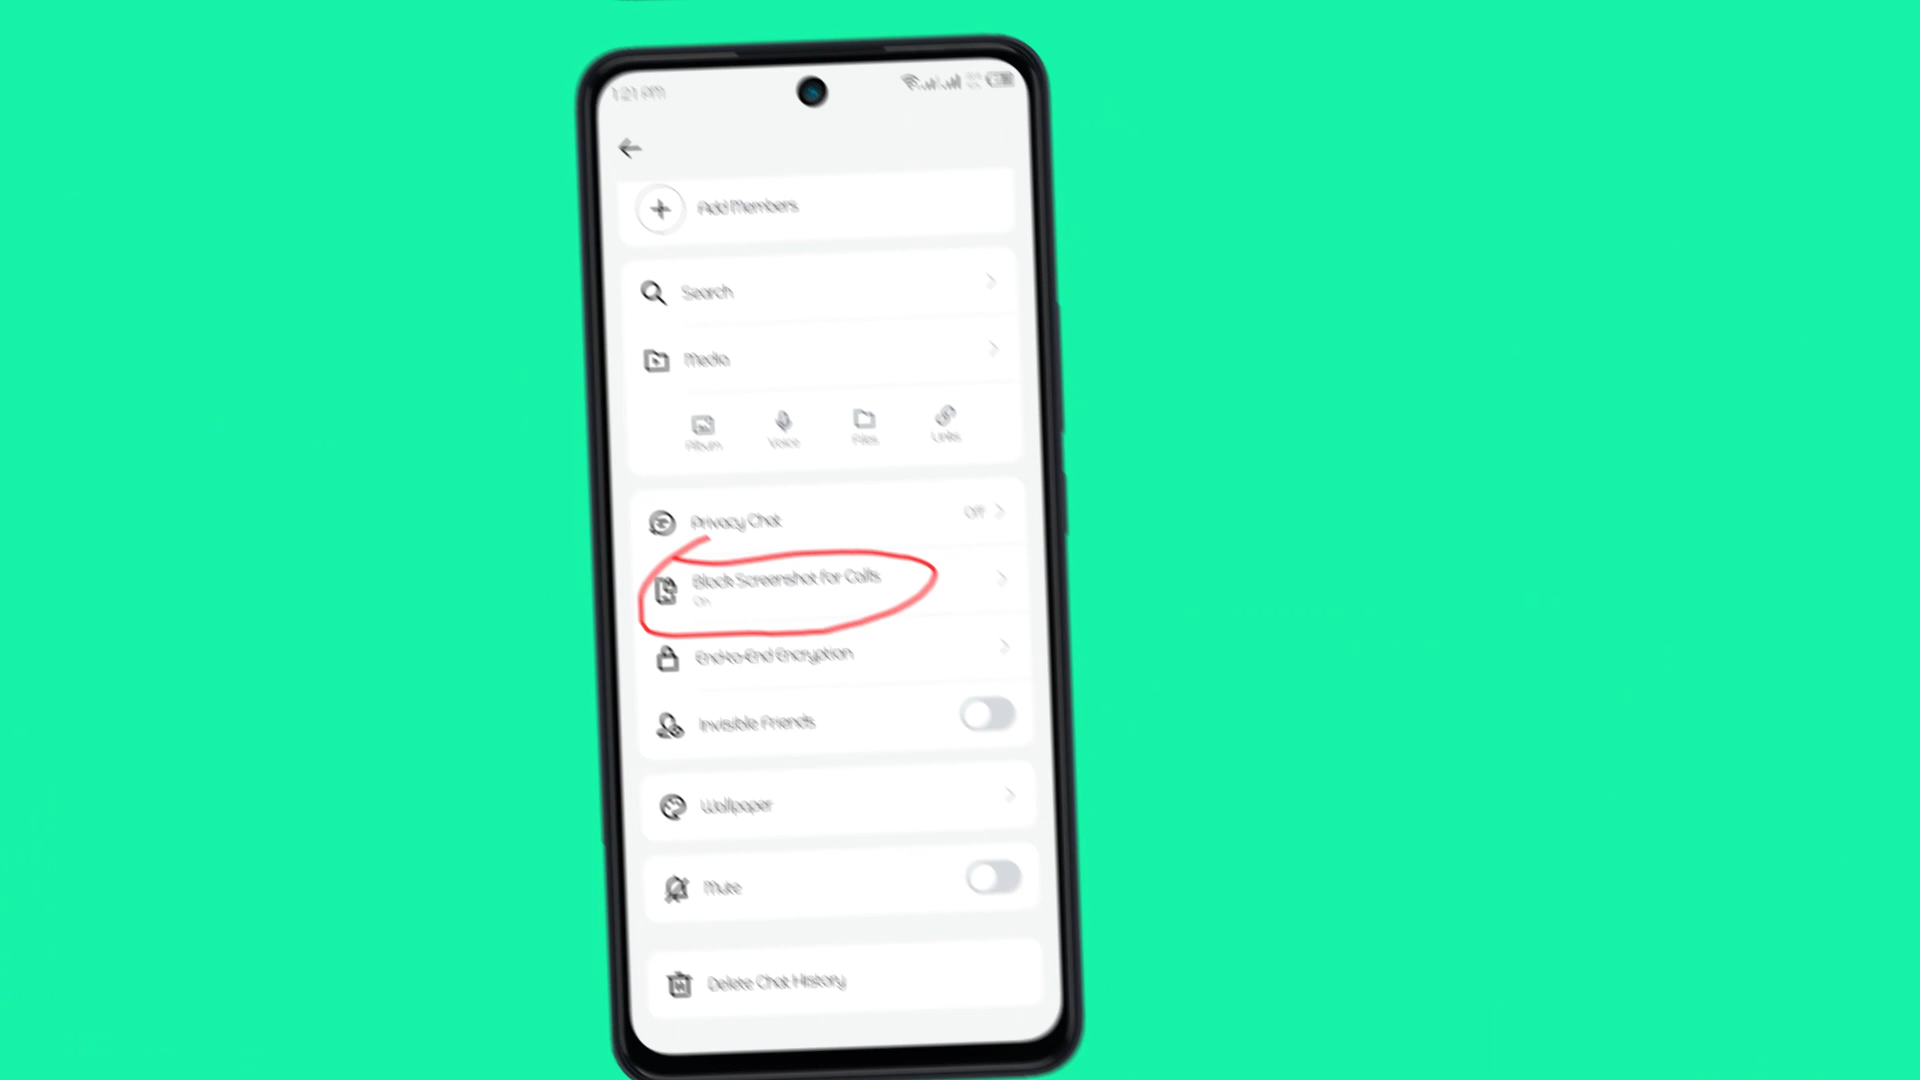 1:21 PM
Add Members
Search
Media
Album Voice Files Links
Privacy Chat Off
Block Screenshot for Calls
On
End-to-End Encryption
Invisible Friends
Wallpaper
Mute
Delete Chat History